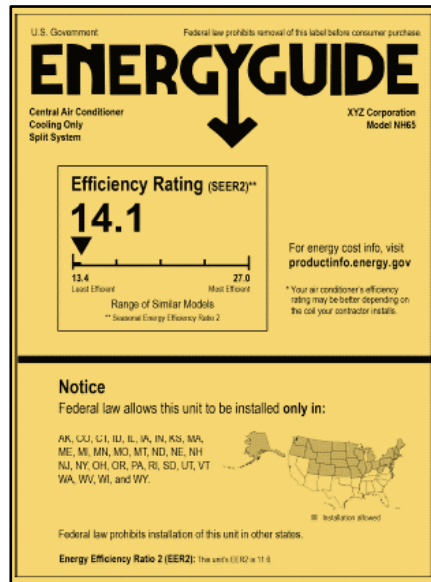 U.S. Government Federal law prohibits removal of this label before consumer purchase.
ENERGYGUIDE
Central Air Conditioner
Cooling Only
Split System
XYZ Corporation
Model NH65
Efficiency Rating (SEER2)**
14.1
13.4 27.0
Least Efficient Most Efficient
Range of Similar Models
** Seasonal Energy Efficiency Ratio 2
For energy cost info, visit
productinfo.energy.gov
* Your air conditioner's efficiency
rating may be better depending on
the coil your contractor installs.
Notice
Federal law allows this unit to be installed only in:
AK, CO, CT, ID, IL, IA, IN, KS, MA,
ME, MI, MN, MO, MT, ND, NE, NH
NJ, NY, OH, OR, PA, RI, SD, UT, VT
WA, WV, WI, and WY.
Installation allowed
Federal law prohibits installation of this unit in other states.
Energy Efficiency Ratio 2 (EER2): This unit's EER2 is